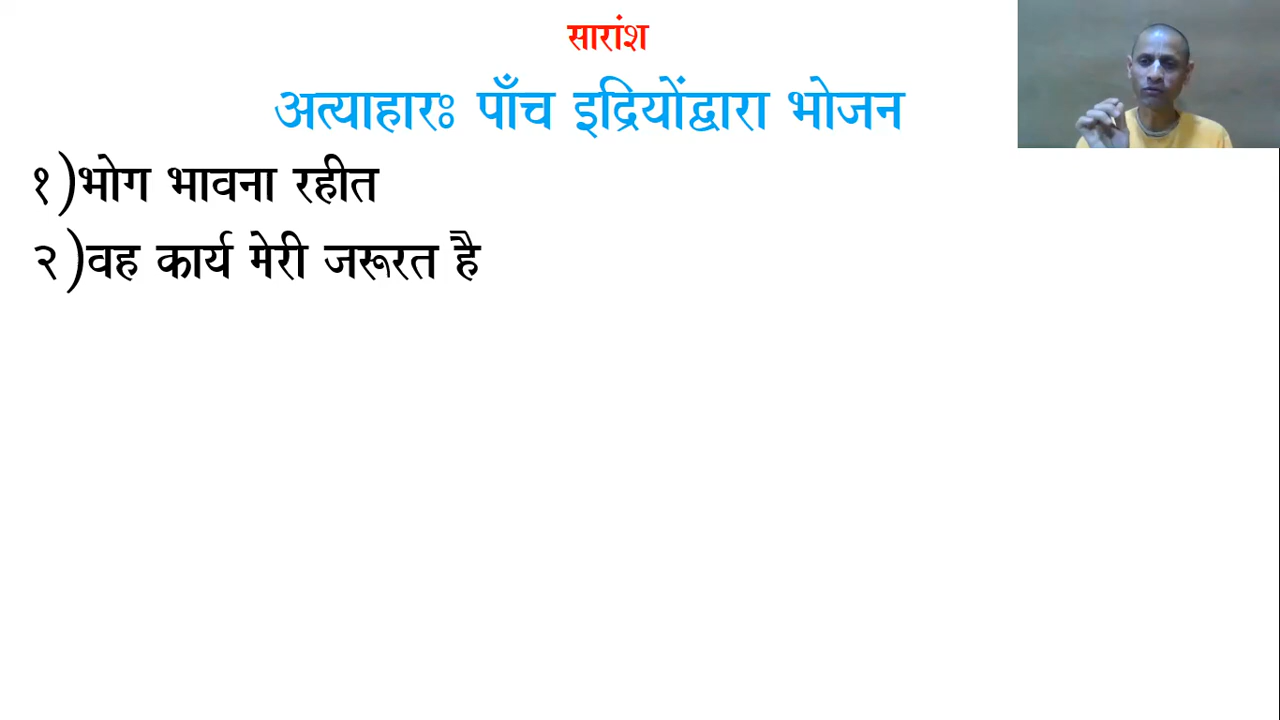 सारांश
अत्याहारः पाँच इद्रियोंद्वारा भोजन
१)भोग भावना रहीत
२)वह कार्य मेरी जरूरत है